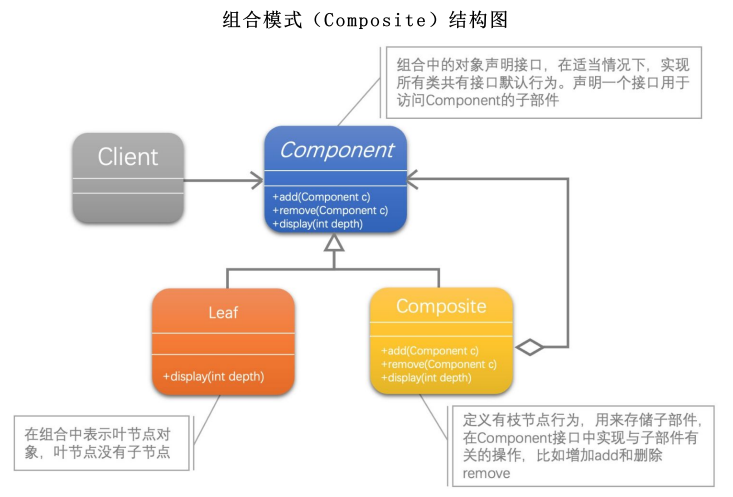 组合模式（Composite）结构图
组合中的对象声明接口，在适当情况下，实现
所有类共有接口默认行为。声明一个接口用于
访问Component的子部件
Client
Component
+add(Component c)
+remove(Component c)
+display(int depth)
Leaf
+display(int depth)
Composite
+add(Component c)
+remove(Component c)
+display(int depth)
在组合中表示叶节点对
象，叶节点没有子节点
定义有枝节点行为，用来存储子部件，
在Component接口中实现与子部件有
关的操作，比如增加add和删除
remove